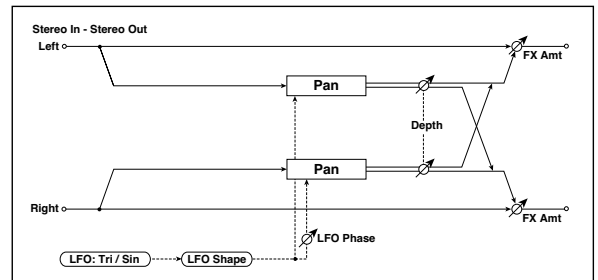 Stereo In - Stereo Out
Left
FX Amt
Pan
Depth
Pan
Right
FX Amt
LFO Phase
LFO: Tri / Sin
LFO Shape